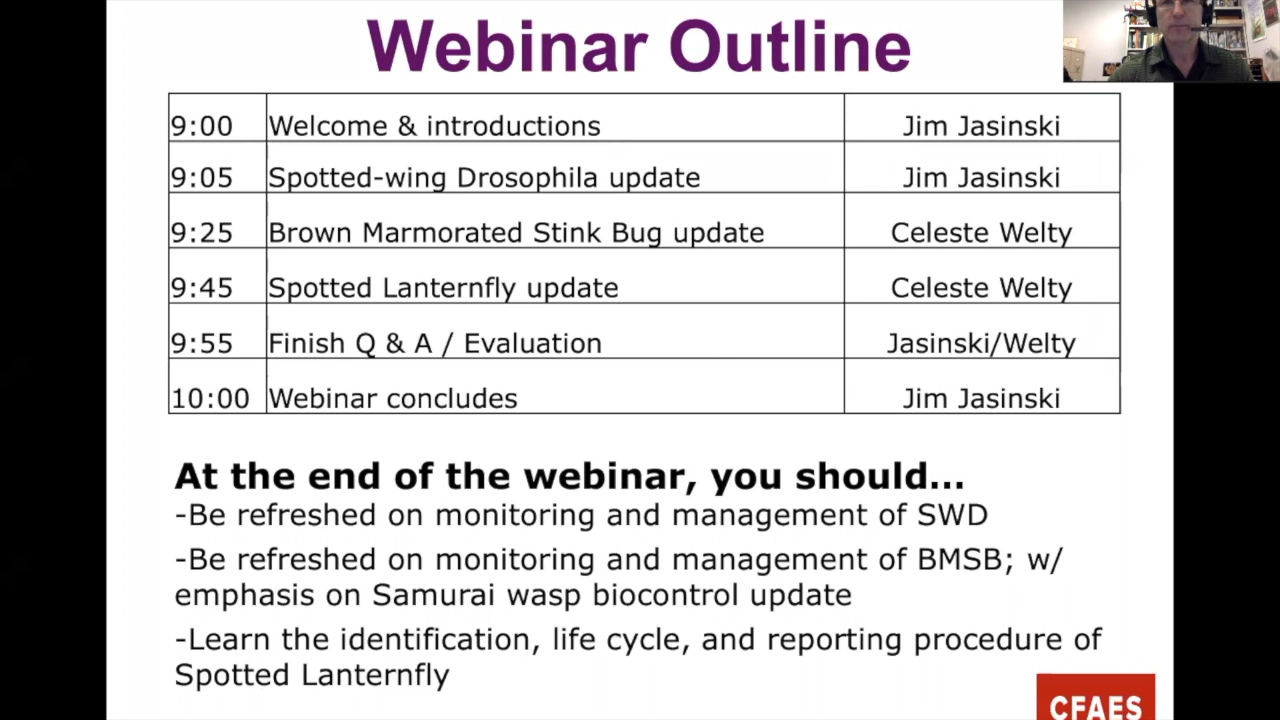 Webinar Outline
9:00 Welcome & introductions Jim Jasinski
9:05 Spotted-wing Drosophila update Jim Jasinski
9:25 Brown Marmorated Stink Bug update Celeste Welty
9:45 Spotted Lanternfly update Celeste Welty
9:55 Finish Q & A / Evaluation Jasinski/Welty
10:00 Webinar concludes Jim Jasinski
At the end of the webinar, you should...
-Be refreshed on monitoring and management of SWD
-Be refreshed on monitoring and management of BMSB; w/
emphasis on Samurai wasp biocontrol update
-Learn the identification, life cycle, and reporting procedure of
Spotted Lanternfly
CFAES